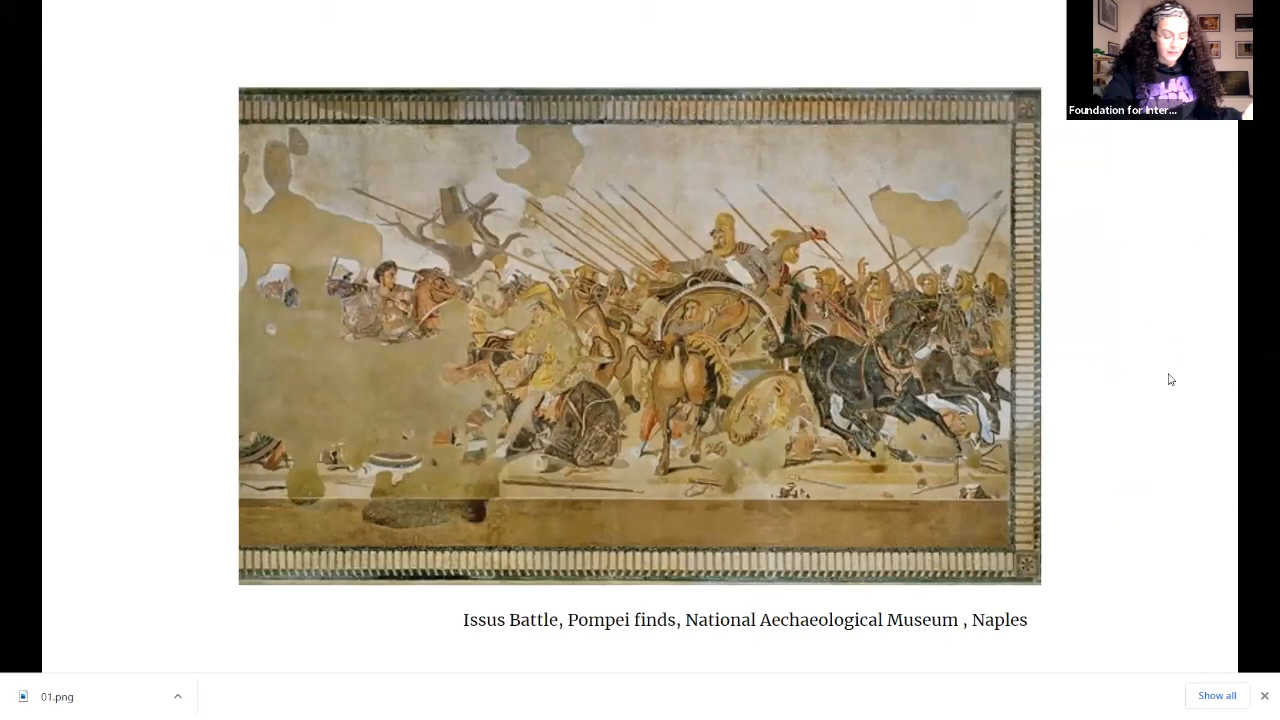 Foundation for Inter...
Issus Battle, Pompei finds, National Aechaeological Museum , Naples
01.png
Show all